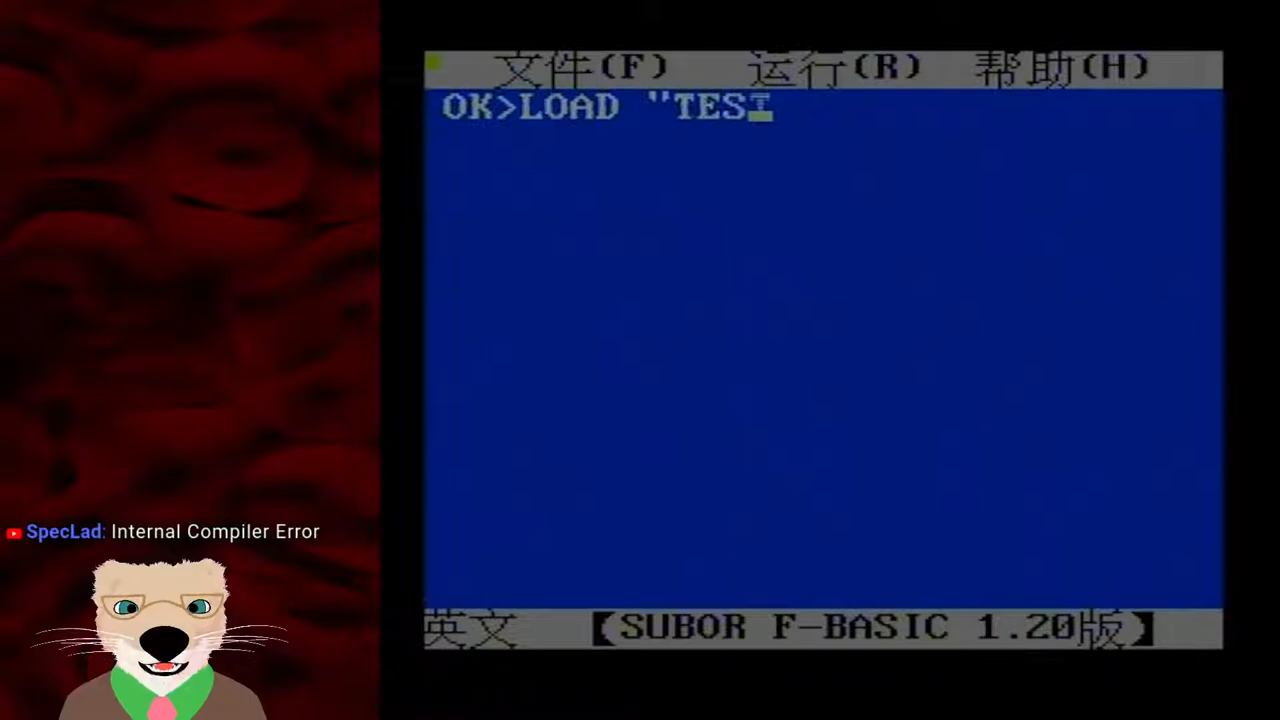 文件(F) 运行(R) 帮助(H)
OK>LOAD "TEST
SpecLad: Internal Compiler Error
英文 【SUBOR F-BASIC 1.20版】